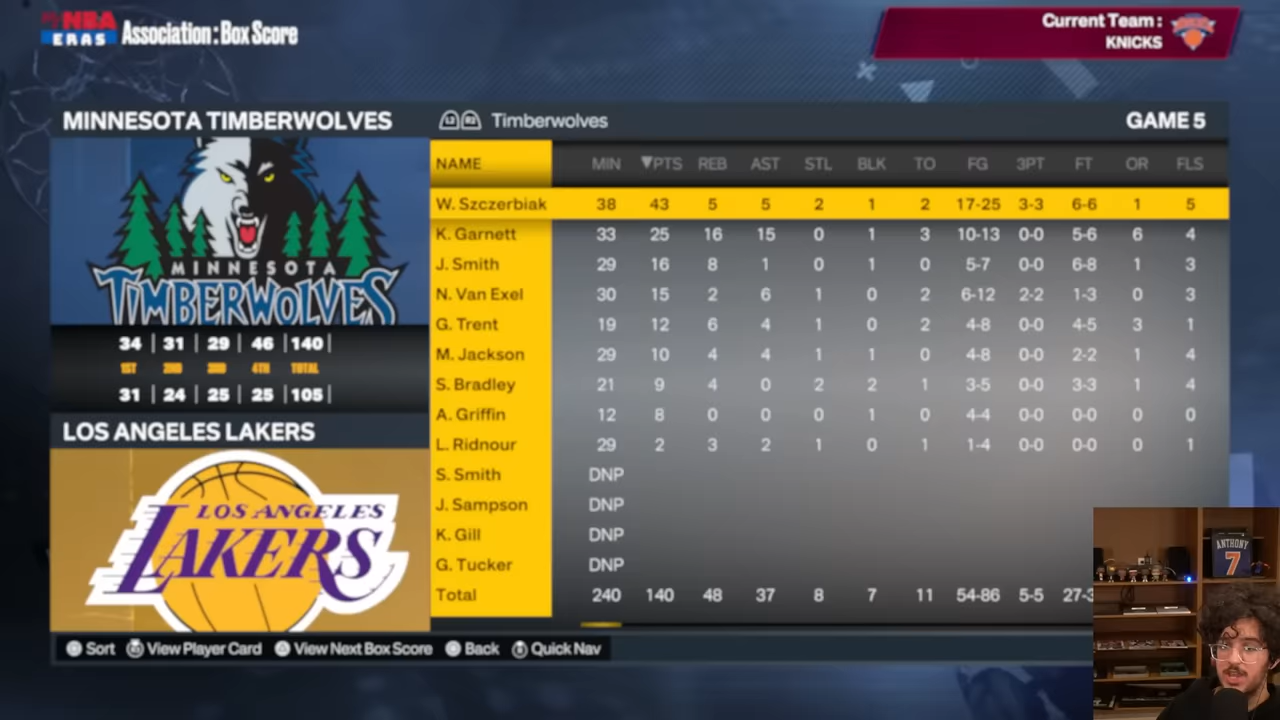 NBA
ERAS
Association: Box Score
Current Team :
KNICKS
MINNESOTA TIMBERWOLVES
MINNESOTA
TIMBERWOLVES
34 | 31 | 29 | 46 | 140 |
1ST 2ND 3RD 4TH TOTAL
31 | 24 | 25 | 25 | 105 |
LOS ANGELES LAKERS
LOS ANGELES
LAKERS
L2 R2 Timberwolves GAME 5
NAME MIN ▼PTS REB AST STL BLK TO FG 3PT FT OR FLS
W. Szczerbiak 38 43 5 5 2 1 2 17-25 3-3 6-6 1 5
K. Garnett 33 25 16 15 0 1 3 10-13 0-0 5-6 6 4
J. Smith 29 16 8 1 0 1 0 5-7 0-0 6-8 1 3
N. Van Exel 30 15 2 6 1 0 2 6-12 2-2 1-3 0 3
G. Trent 19 12 6 4 1 0 2 4-8 0-0 4-5 3 1
M. Jackson 29 10 4 4 1 1 0 4-8 0-0 2-2 1 4
S. Bradley 21 9 4 0 2 2 1 3-5 0-0 3-3 1 4
A. Griffin 12 8 0 0 0 1 0 4-4 0-0 0-0 0 0
L. Ridnour 29 2 3 2 1 0 1 1-4 0-0 0-0 0 1
S. Smith DNP
J. Sampson DNP
K. Gill DNP
G. Tucker DNP
Total 240 140 48 37 8 7 11 54-86 5-5 27-3
Sort View Player Card View Next Box Score Back Quick Nav
ANTHONY
7